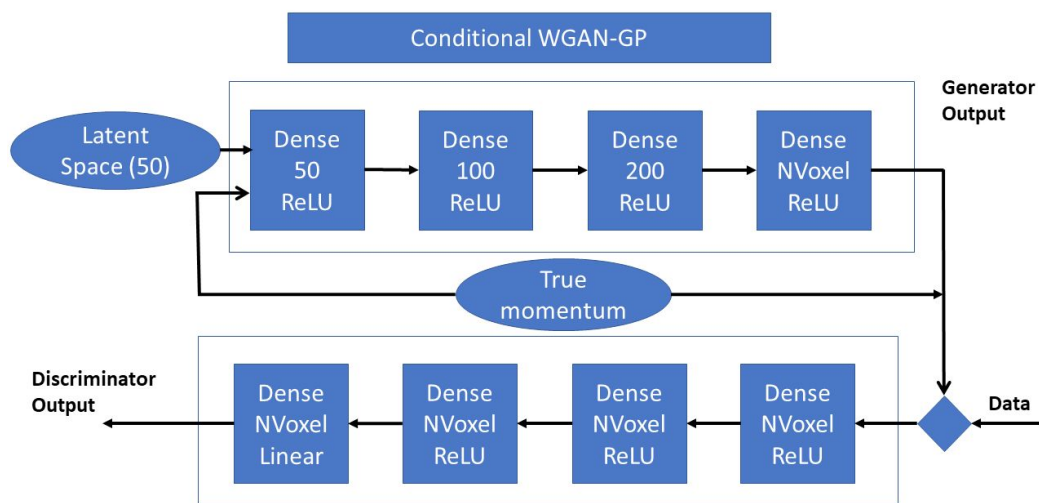 Conditional WGAN-GP
Generator
Output
Latent
Space (50)
Dense
50
ReLU
Dense
100
ReLU
Dense
200
ReLU
Dense
NVoxel
ReLU
True
momentum
Discriminator
Output
Dense
NVoxel
Linear
Dense
NVoxel
ReLU
Dense
NVoxel
ReLU
Dense
NVoxel
ReLU
Data